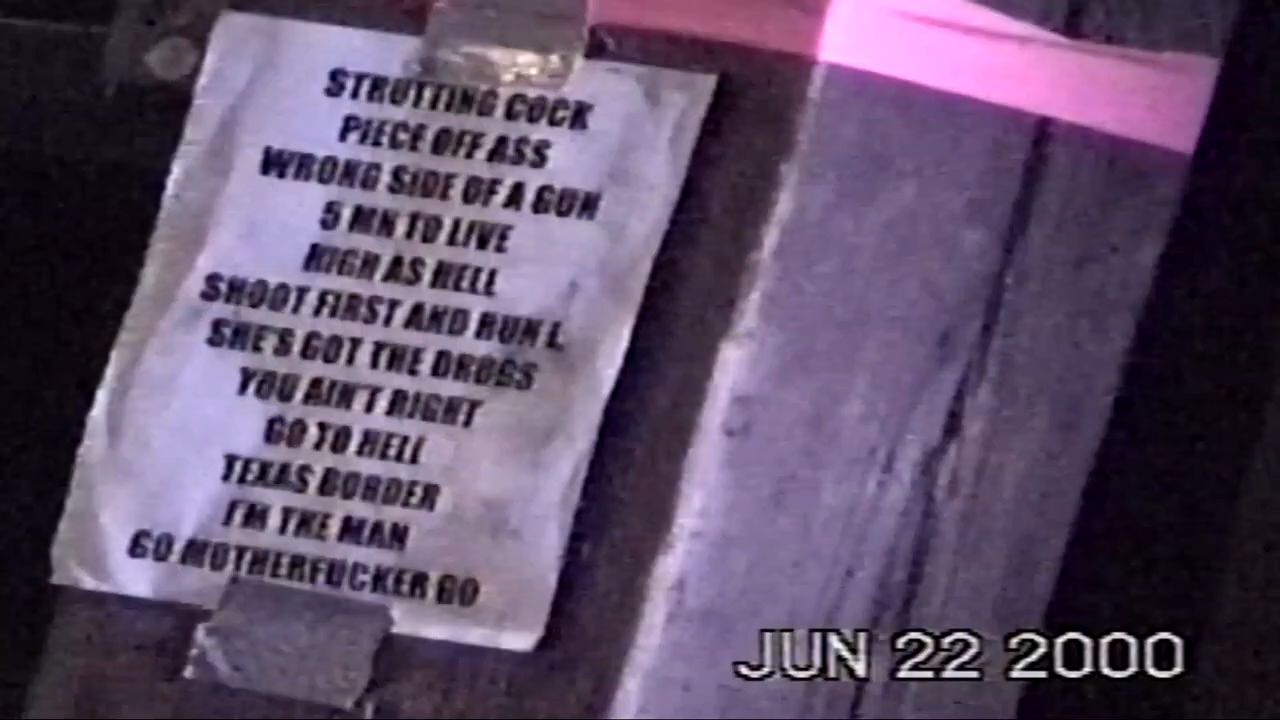 STRUTTING COCK
PIECE OFF ASS
WRONG SIDE OF A GUN
5 MN TO LIVE
HIGH AS HELL
SHOOT FIRST AND RUN L
SHE'S GOT THE DRUGS
YOU AIN'T RIGHT
GO TO HELL
TEXAS BORDER
I'M THE MAN
GO MOTHERFUCKER GO
JUN 22 2000